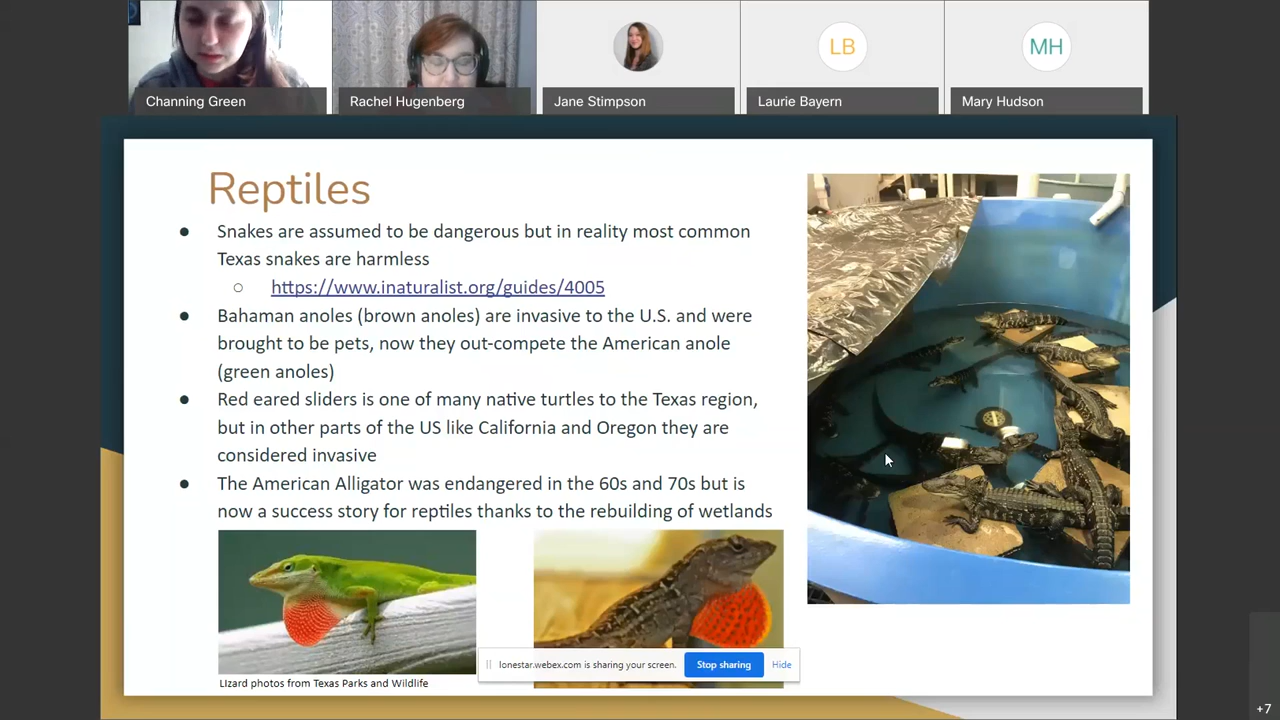 Channing Green
Rachel Hugenberg
Jane Stimpson
LB
Laurie Bayern
MH
Mary Hudson
Reptiles
● Snakes are assumed to be dangerous but in reality most common
Texas snakes are harmless
○ https://www.inaturalist.org/guides/4005
● Bahaman anoles (brown anoles) are invasive to the U.S. and were
brought to be pets, now they out-compete the American anole
(green anoles)
● Red eared sliders is one of many native turtles to the Texas region,
but in other parts of the US like California and Oregon they are
considered invasive
● The American Alligator was endangered in the 60s and 70s but is
now a success story for reptiles thanks to the rebuilding of wetlands
lonestar.webex.com is sharing your screen.
Stop sharing
Hide
LIzard photos from Texas Parks and Wildlife
+7